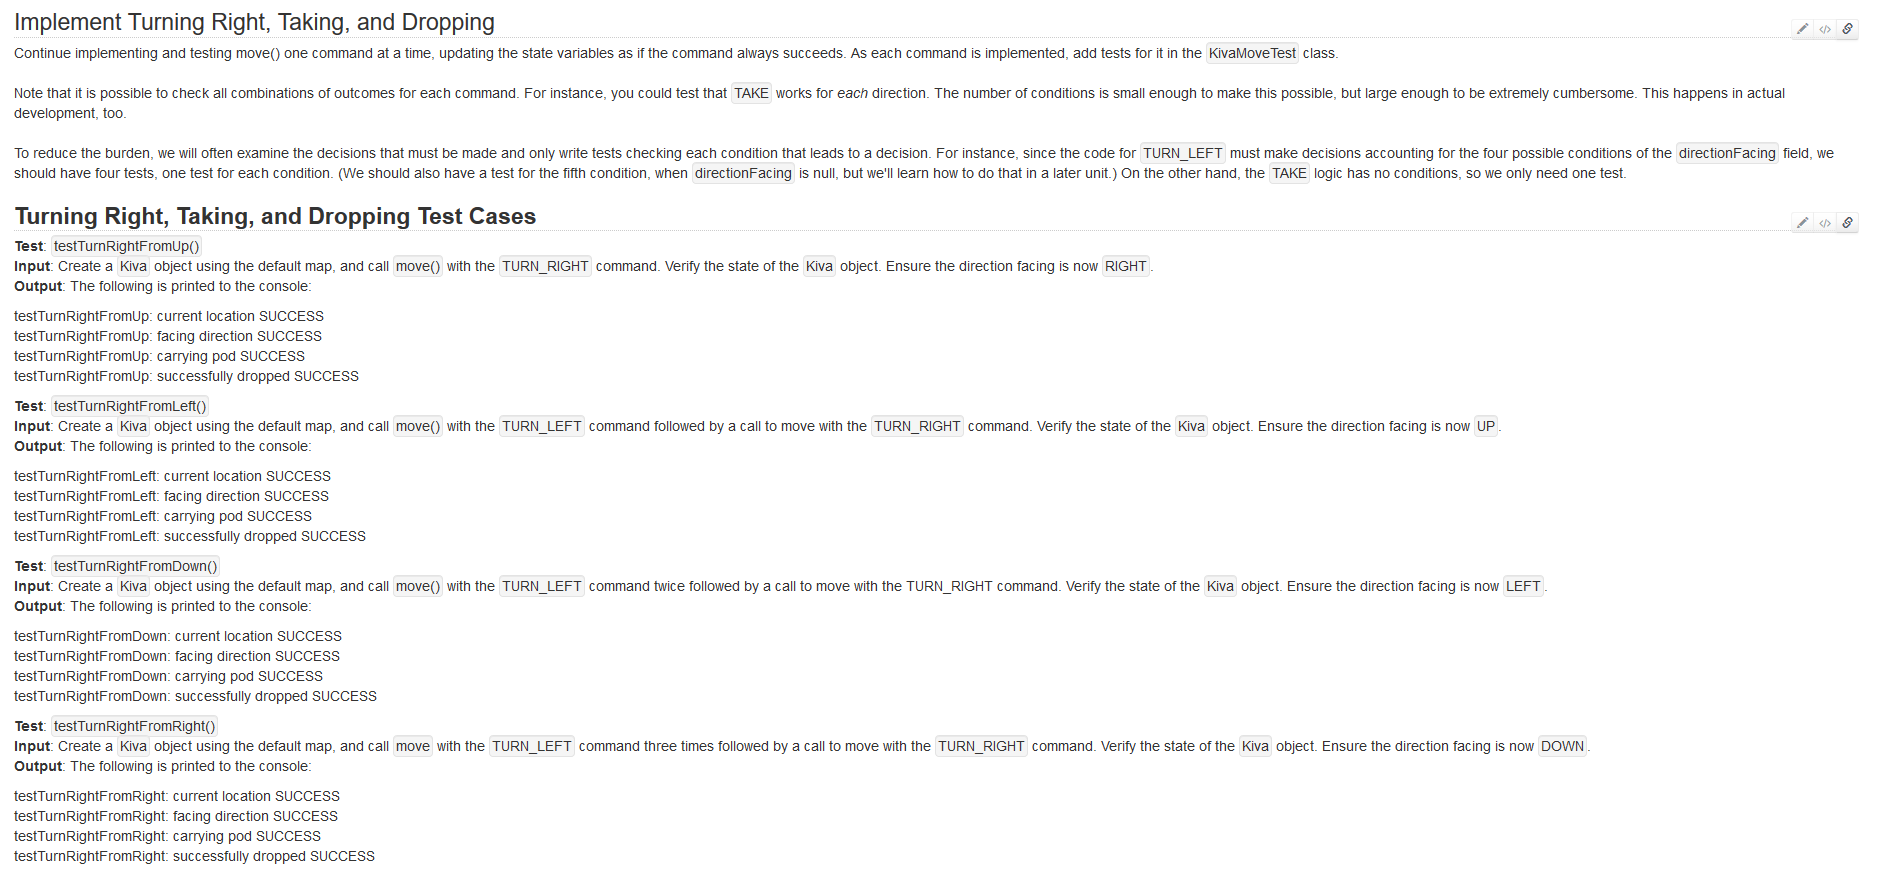 Implement Turning Right, Taking, and Dropping
Continue implementing and testing move() one command at a time, updating the state variables as if the command always succeeds. As each command is implemented, add tests for it in the KivaMoveTest class.
Note that it is possible to check all combinations of outcomes for each command. For instance, you could test that TAKE works for each direction. The number of conditions is small enough to make this possible, but large enough to be extremely cumbersome. This happens in actual
development, too.
To reduce the burden, we will often examine the decisions that must be made and only write tests checking each condition that leads to a decision. For instance, since the code for TURN_LEFT must make decisions accounting for the four possible conditions of the directionFacing field, we
should have four tests, one test for each condition. (We should also have a test for the fifth condition, when directionFacing is null, but we'll learn how to do that in a later unit.) On the other hand, the TAKE logic has no conditions, so we only need one test.
Turning Right, Taking, and Dropping Test Cases
Test: testTurnRightFromUp()
Input: Create a Kiva object using the default map, and call move() with the TURN_RIGHT command. Verify the state of the Kiva object. Ensure the direction facing is now RIGHT.
Output: The following is printed to the console:
testTurnRightFromUp: current location SUCCESS
testTurnRightFromUp: facing direction SUCCESS
testTurnRightFromUp: carrying pod SUCCESS
testTurnRightFromUp: successfully dropped SUCCESS
Test: testTurnRightFromLeft()
Input: Create a Kiva object using the default map, and call move() with the TURN_LEFT command followed by a call to move with the TURN_RIGHT command. Verify the state of the Kiva object. Ensure the direction facing is now UP.
Output: The following is printed to the console:
testTurnRightFromLeft: current location SUCCESS
testTurnRightFromLeft: facing direction SUCCESS
testTurnRightFromLeft: carrying pod SUCCESS
testTurnRightFromLeft: successfully dropped SUCCESS
Test: testTurnRightFromDown()
Input: Create a Kiva object using the default map, and call move() with the TURN_LEFT command twice followed by a call to move with the TURN_RIGHT command. Verify the state of the Kiva object. Ensure the direction facing is now LEFT.
Output: The following is printed to the console:
testTurnRightFromDown: current location SUCCESS
testTurnRightFromDown: facing direction SUCCESS
testTurnRightFromDown: carrying pod SUCCESS
testTurnRightFromDown: successfully dropped SUCCESS
Test: testTurnRightFromRight()
Input: Create a Kiva object using the default map, and call move with the TURN_LEFT command three times followed by a call to move with the TURN_RIGHT command. Verify the state of the Kiva object. Ensure the direction facing is now DOWN.
Output: The following is printed to the console:
testTurnRightFromRight: current location SUCCESS
testTurnRightFromRight: facing direction SUCCESS
testTurnRightFromRight: carrying pod SUCCESS
testTurnRightFromRight: successfully dropped SUCCESS